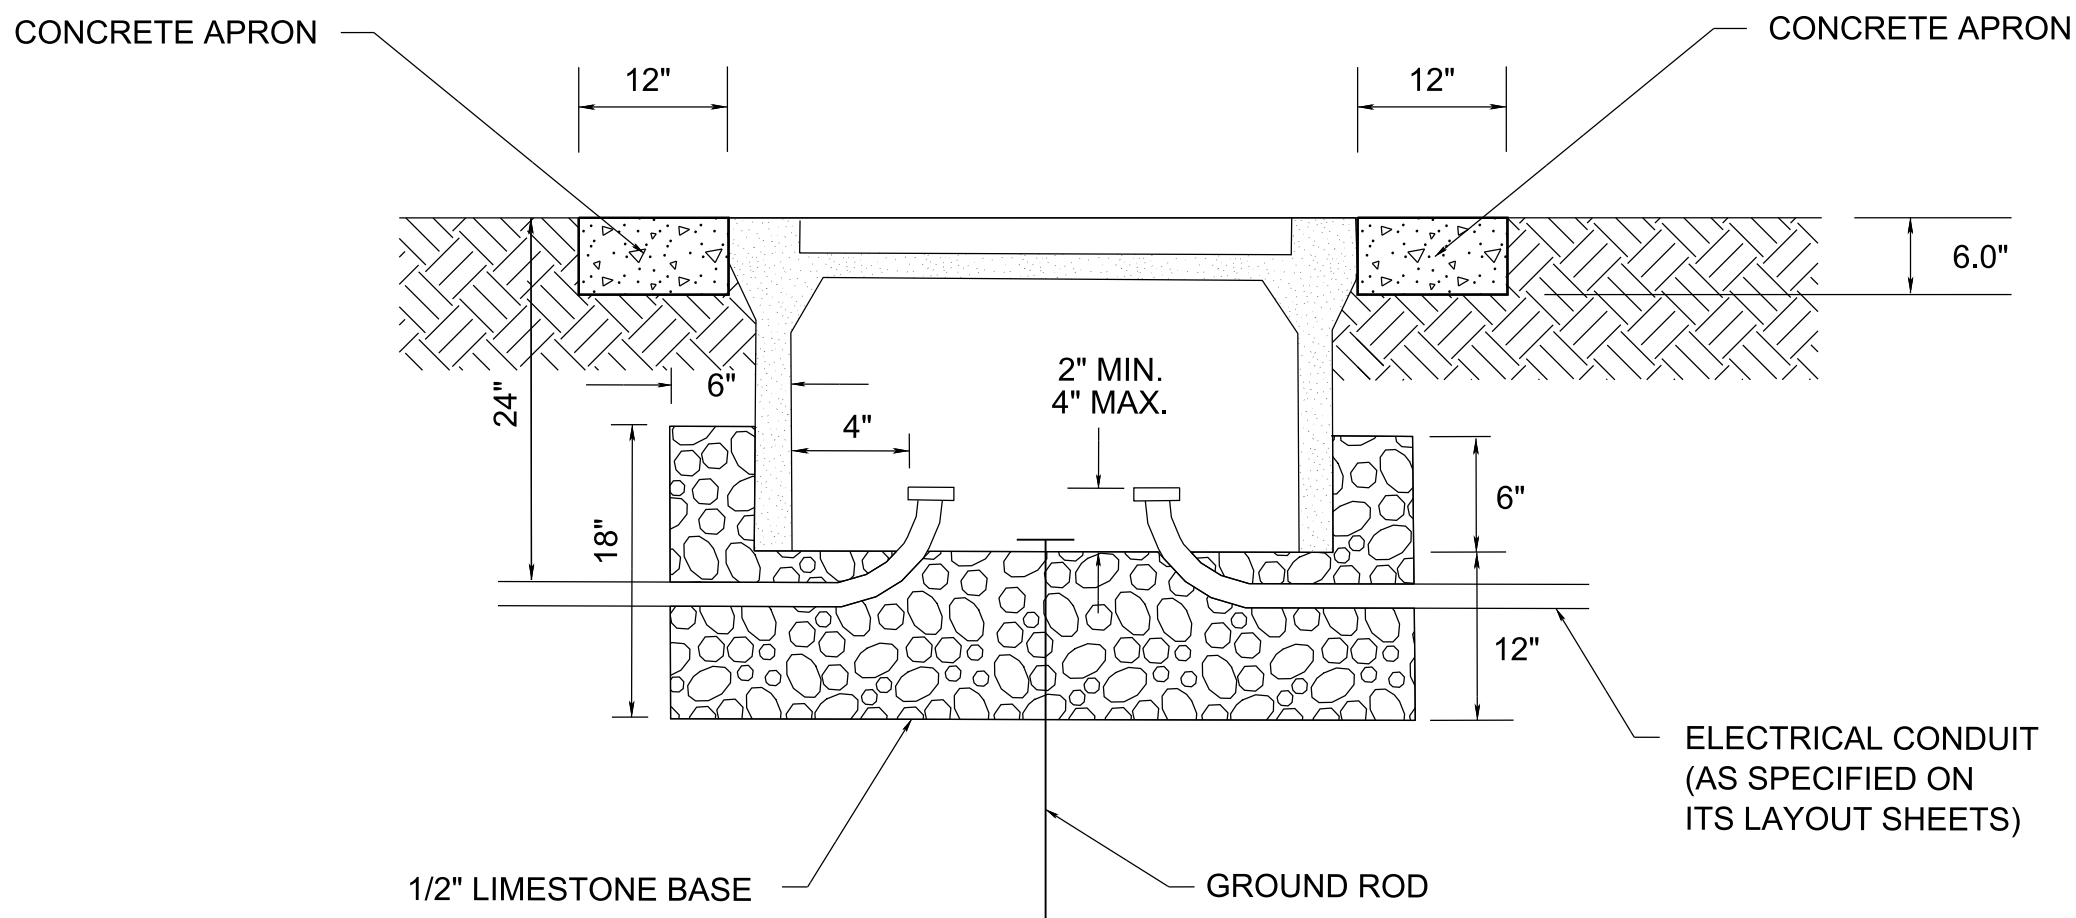 CONCRETE APRON
CONCRETE APRON
12"
12"
6.0"
24"
6"
2" MIN.
4" MAX.
4"
18"
6"
12"
ELECTRICAL CONDUIT
(AS SPECIFIED ON
ITS LAYOUT SHEETS)
1/2" LIMESTONE BASE
GROUND ROD